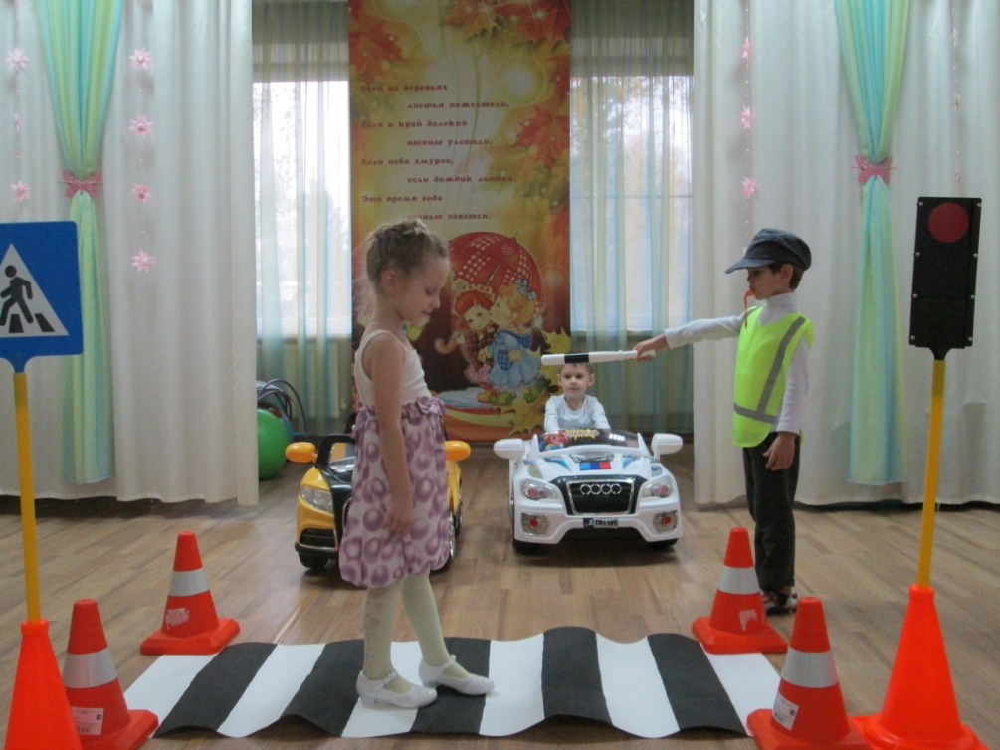 Если на деревьях
листья пожелтели,
Если в край далекий
птицы улетели,
Если небо хмурое,
если дождик льется,
Это время года
осенью зовется.